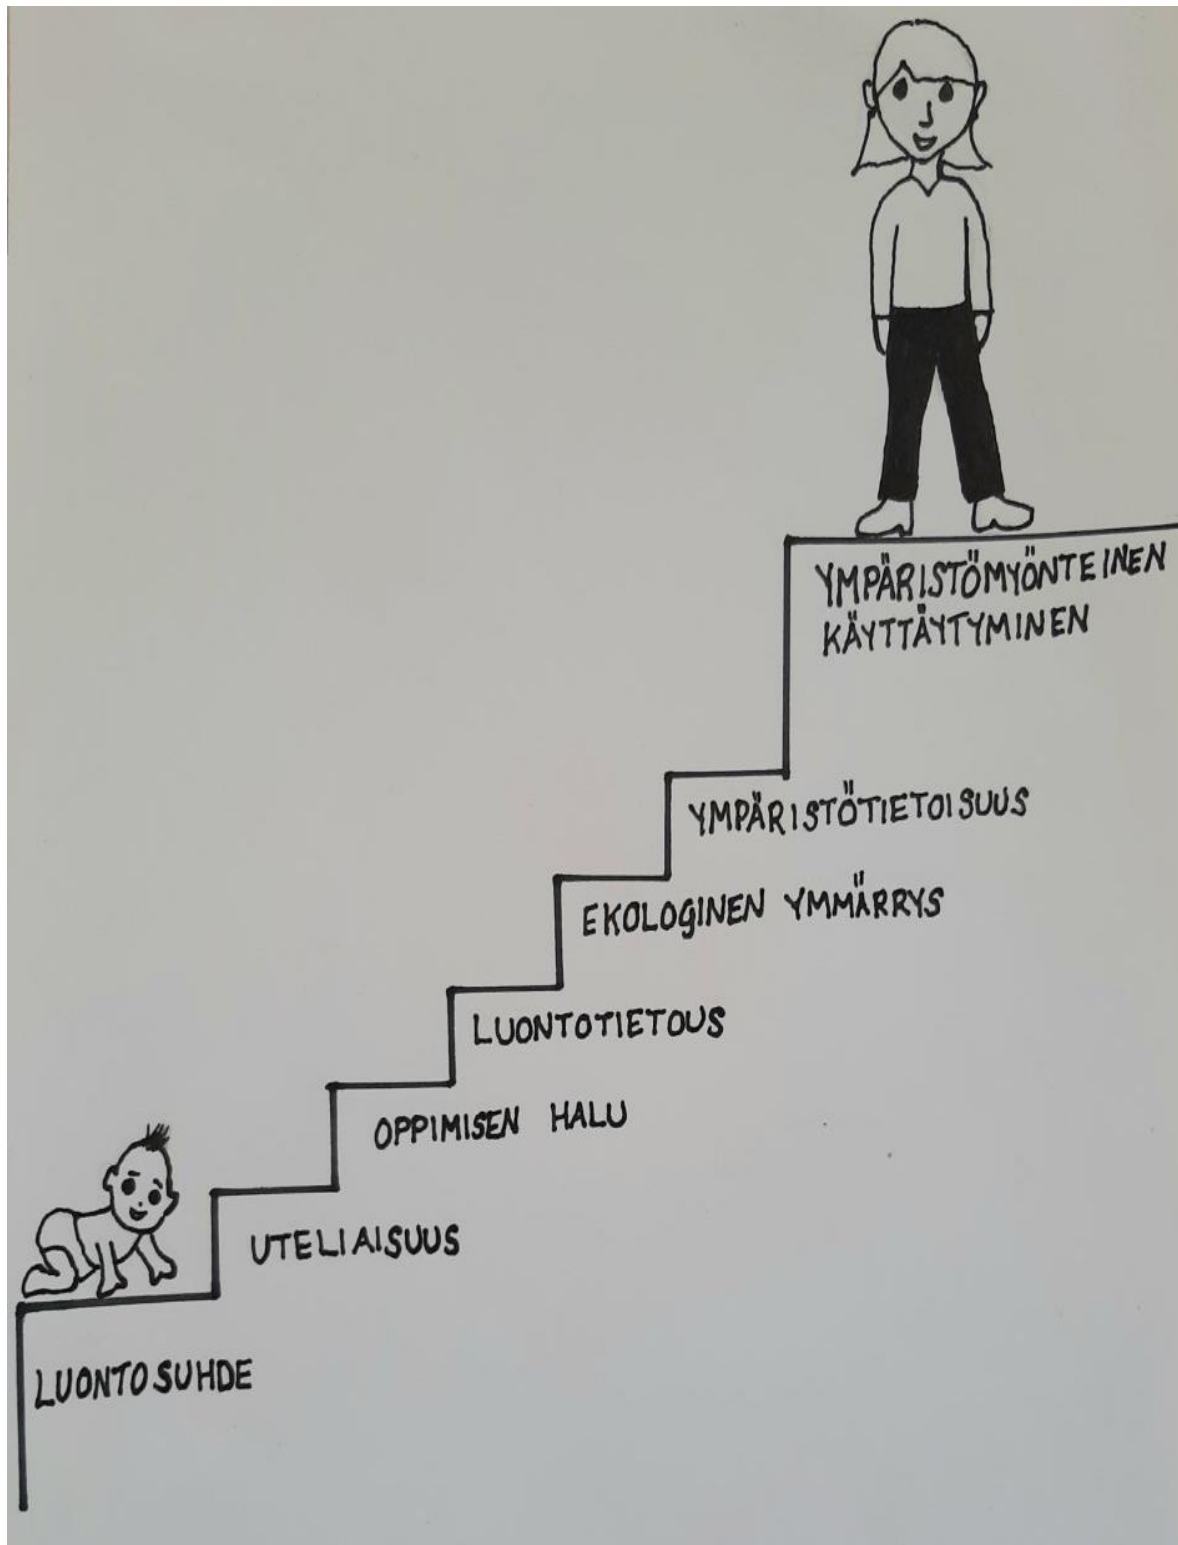 YMPÄRISTÖMYÖNTEINEN
KÄYTTÄYTYMINEN
YMPÄRISTÖTIETOISUUS
EKOLOGINEN YMMÄRRYS
LUONTOTIETOUS
OPPIMISEN HALU
UTELIAISUUS
LUONTOSUHDE